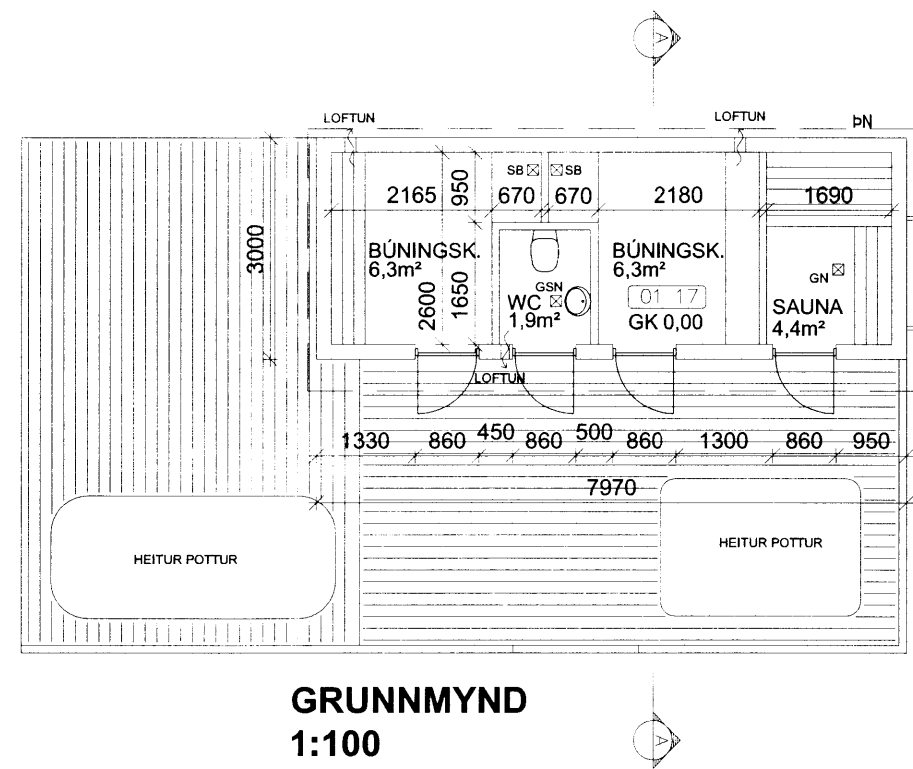 A
LOFTUN
LOFTUN
ÞN
SB
SB
2165
950
670
670
2180
1690
3000
BÚNINGSK.
6,3m²
2600
1650
GSN
WC
1,9m²
BÚNINGSK.
6,3m²
01 17
GK 0,00
GN
SAUNA
4,4m²
LOFTUN
1330
860
450
860
500
860
1300
860
950
7970
HEITUR POTTUR
HEITUR POTTUR
GRUNNMYND
1:100
A